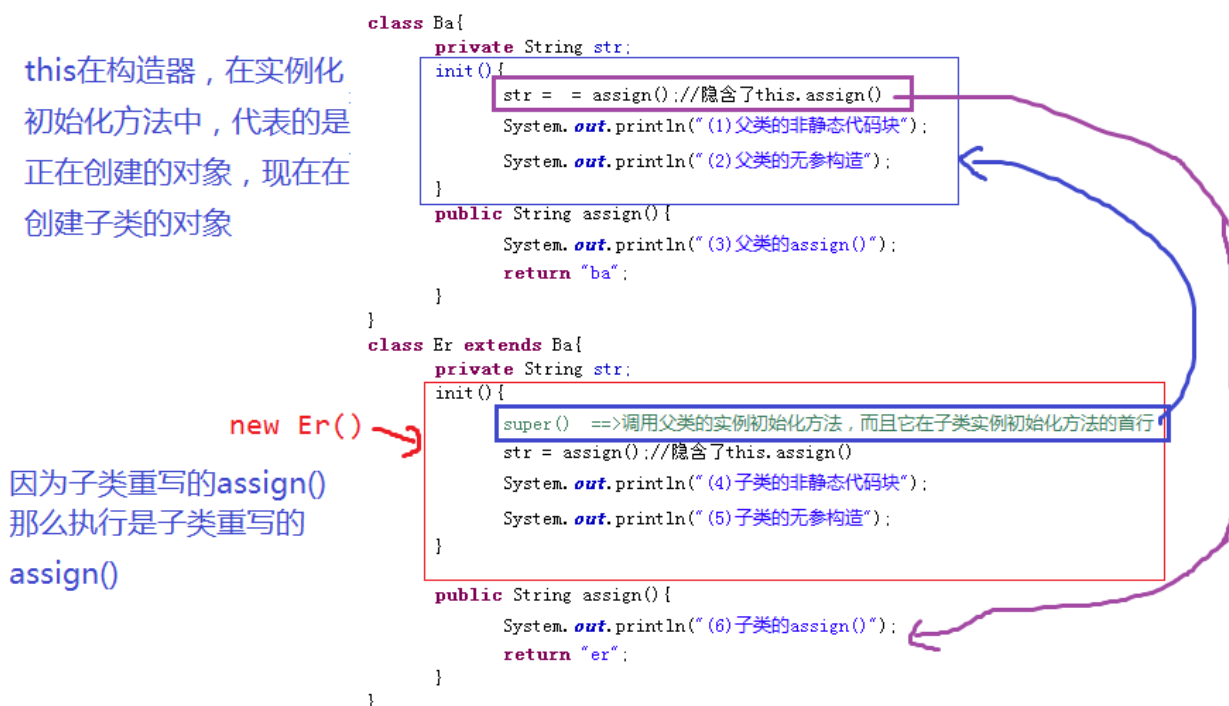 class Ba{
private String str;
this在构造器，在实例化
初始化方法中，代表的是
正在创建的对象，现在在
创建子类的对象
init(){
str =  = assign();//隐含了this.assign()
System.out.println("(1)父类的非静态代码块");
System.out.println("(2)父类的无参构造");
}
public String assign(){
System.out.println("(3)父类的assign()");
return "ba";
}
}
class Er extends Ba{
private String str;
init(){
super()  ==>调用父类的实例初始化方法，而且它在子类实例初始化方法的首行
new Er()
str = assign();//隐含了this.assign()
System.out.println("(4)子类的非静态代码块");
System.out.println("(5)子类的无参构造");
}
因为子类重写的assign()
那么执行是子类重写的
assign()
public String assign(){
System.out.println("(6)子类的assign()");
return "er";
}
}